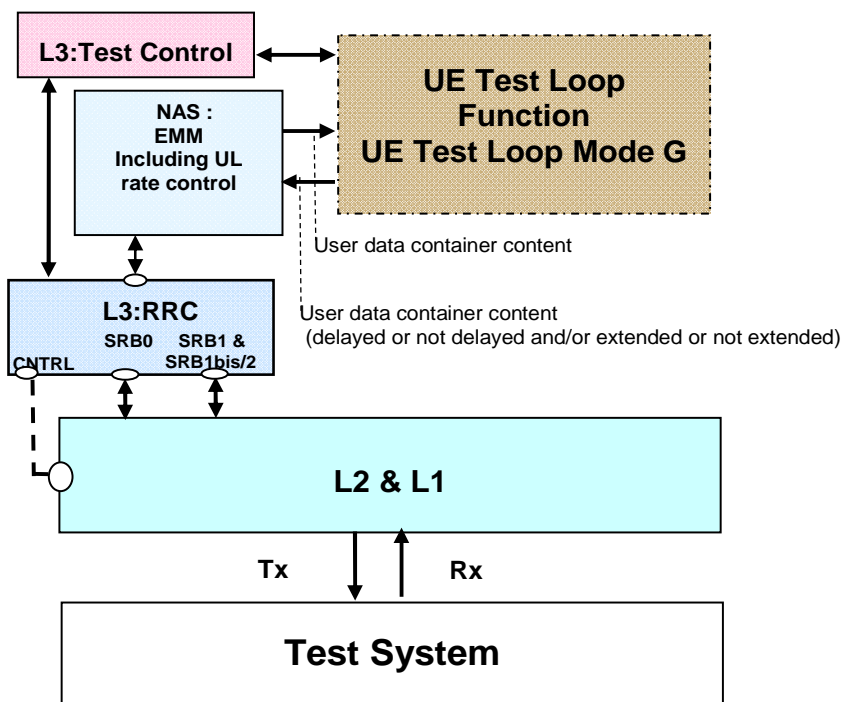 L3:Test Control
UE Test Loop
Function
UE Test Loop Mode G
NAS :
EMM
Including UL
rate control
User data container content
User data container content
(delayed or not delayed and/or extended or not extended)
L3:RRC
SRB0
SRB1 &
SRB1bis/2
CNTRL
L2 & L1
Tx
Rx
Test System